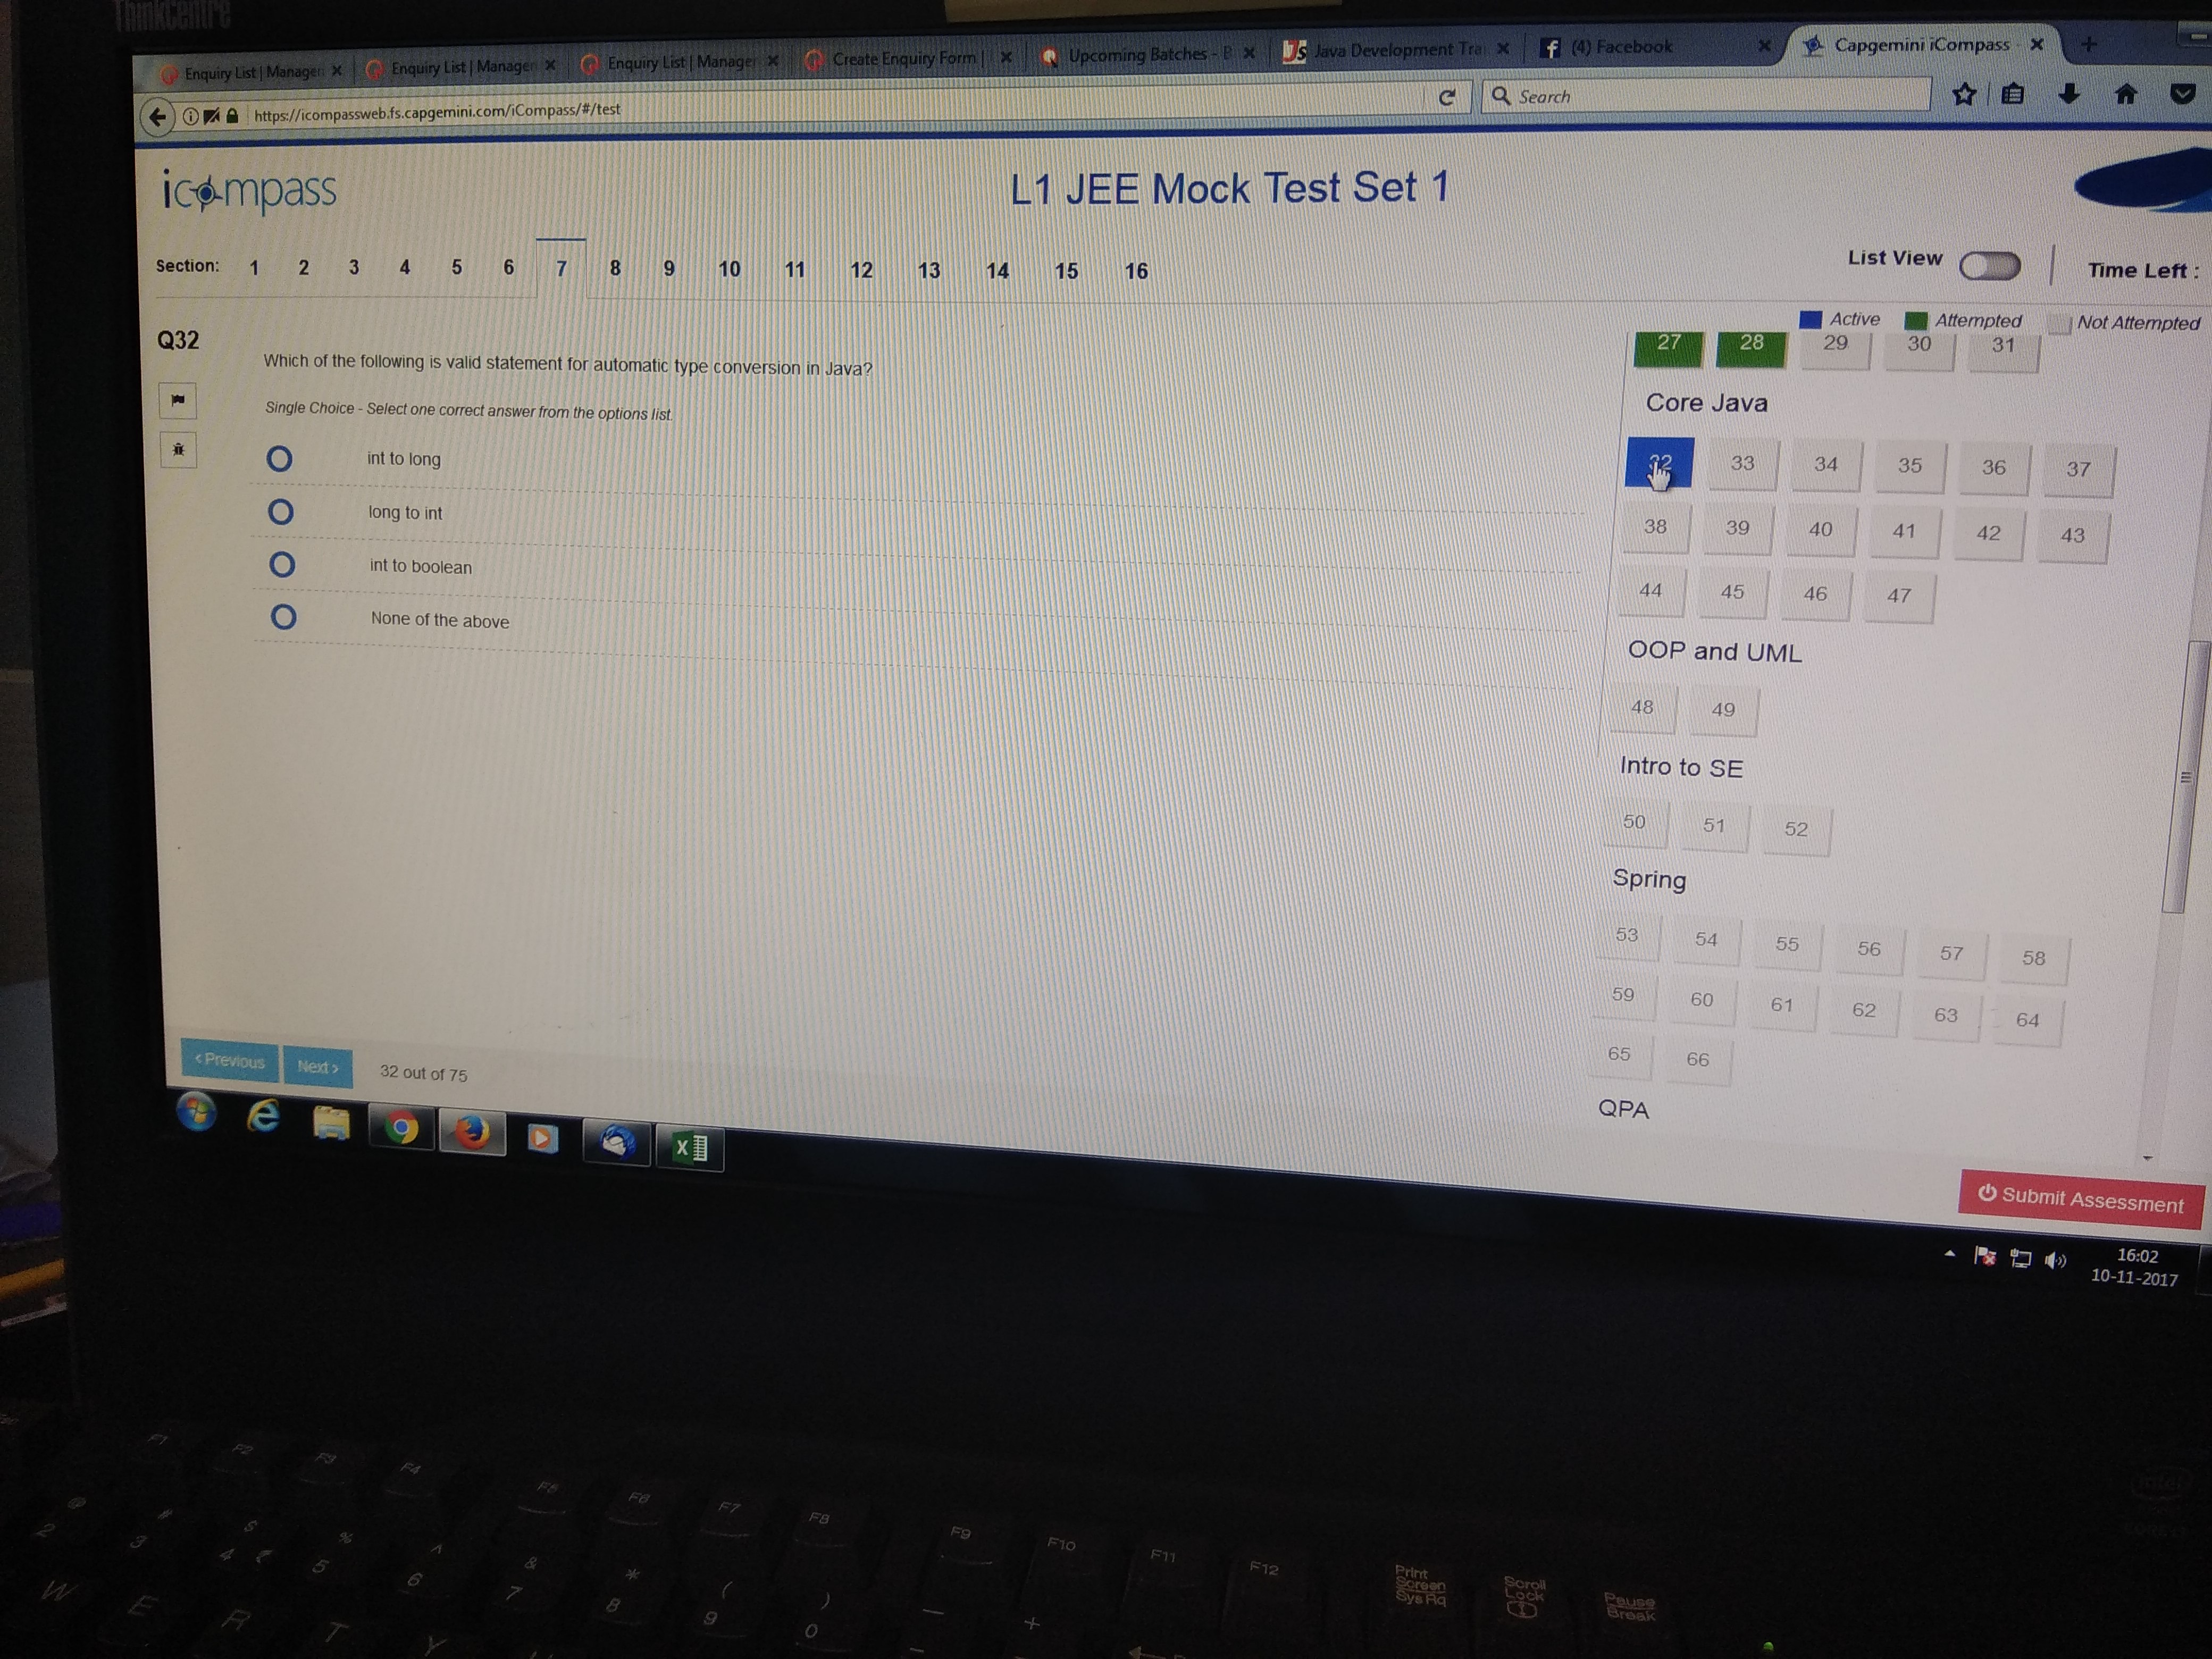 ThinkCentre
Enquiry List | Manager
Enquiry List | Manager
Enquiry List | Manager
Create Enquiry Form |
Upcoming Batches - B
Java Development Tra
(4) Facebook
Capgemini iCompass
https://icompassweb.fs.capgemini.com/iCompass/#/test
Search
icompass
L1 JEE Mock Test Set 1
Section: 1 2 3 4 5 6 7 8 9 10 11 12 13 14 15 16
List View
Time Left :
Active Attempted Not Attempted
Q32
Which of the following is valid statement for automatic type conversion in Java?
Single Choice - Select one correct answer from the options list.
int to long
long to int
int to boolean
None of the above
27 28 29 30 31
Core Java
32 33 34 35 36 37
38 39 40 41 42 43
44 45 46 47
OOP and UML
48 49
Intro to SE
50 51 52
Spring
53 54 55 56 57 58
59 60 61 62 63 64
65 66
QPA
< Previous
Next >
32 out of 75
Submit Assessment
16:02
10-11-2017
F1 F2 F3 F4 F5 F6 F7 F8 F9 F10 F11 F12
Print
Screen
Sys Rq
Scroll
Lock
Pause
Break
@ # $ % ^ & * ( ) _ +
2 3 4 ₹ 5 6 7 8 9 0 -
W E R T Y